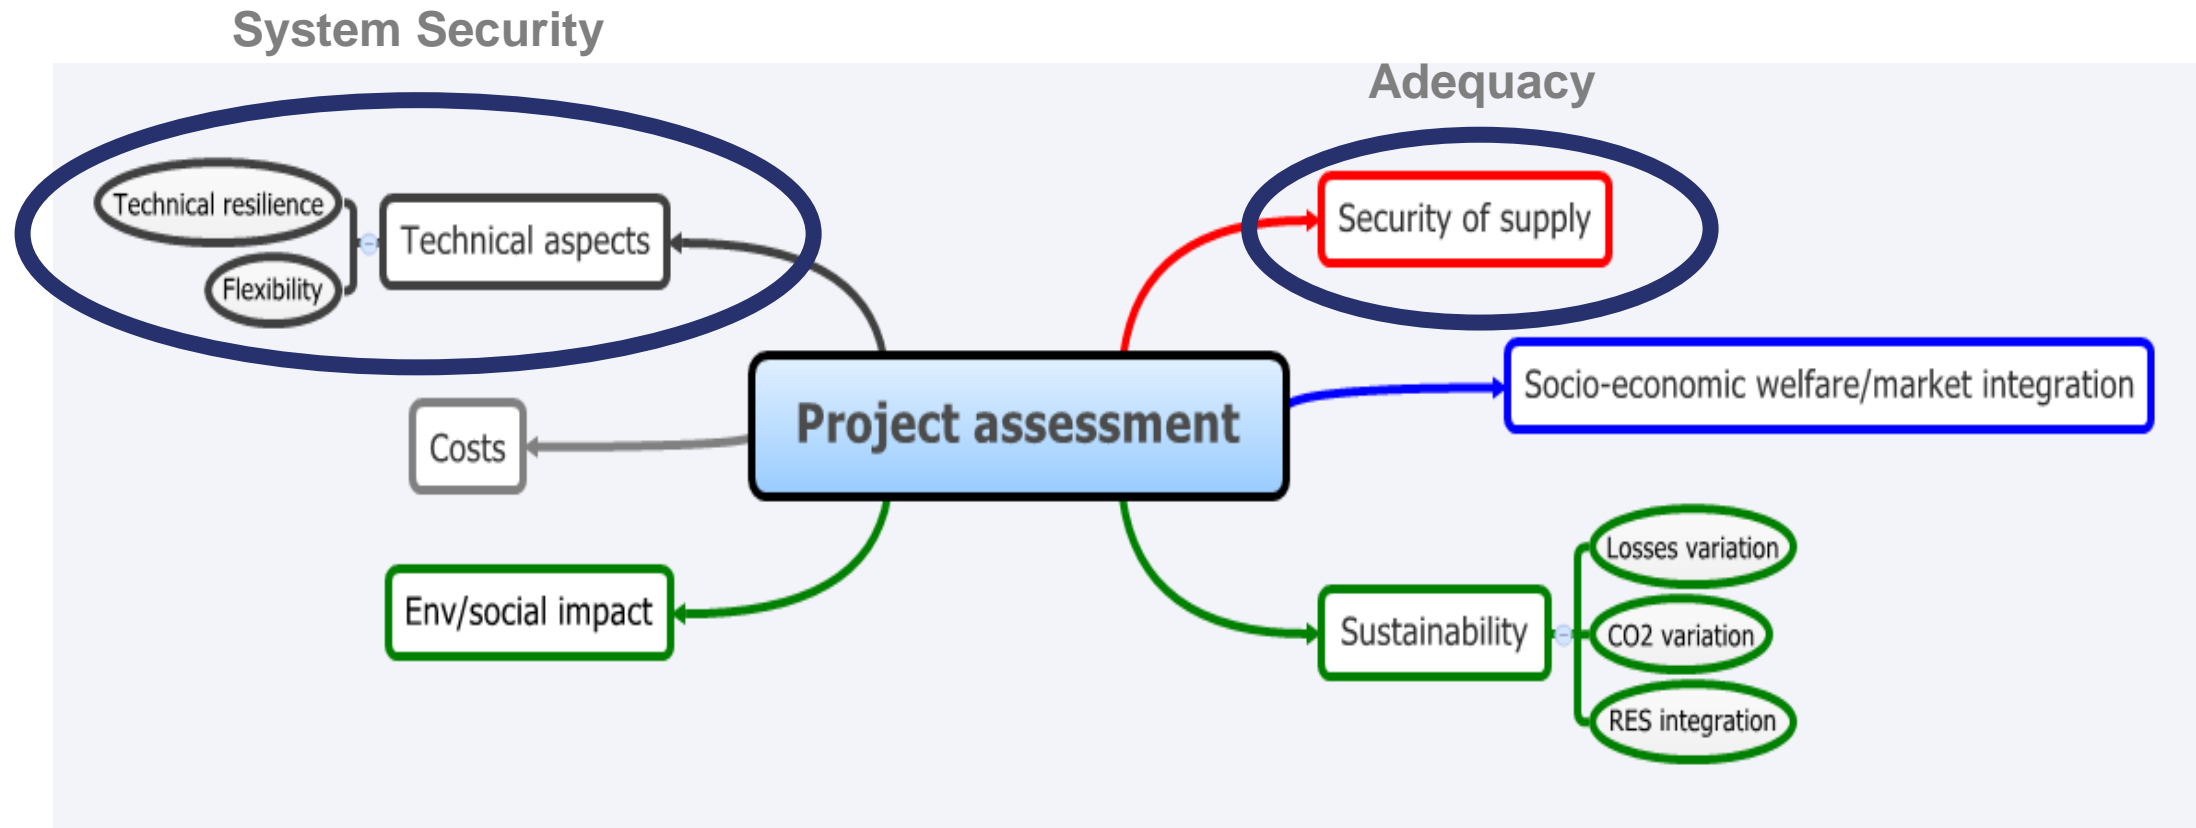 System Security
Adequacy
Technical resilience
Technical aspects
Flexibility
Security of supply
Socio-economic welfare/market integration
Project assessment
Costs
Env/social impact
Sustainability
Losses variation
CO2 variation
RES integration